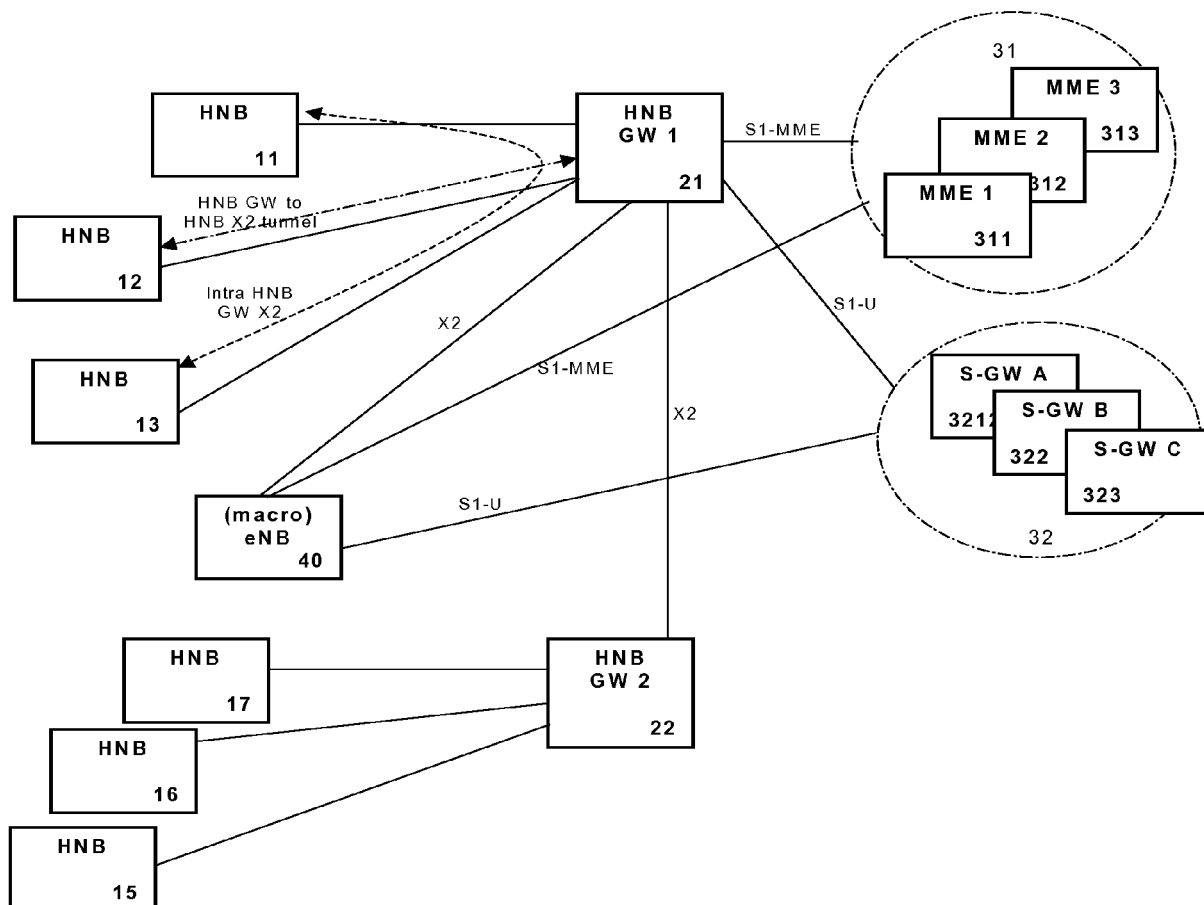 31
MME 3
313
MME 2
312
MME 1
311
HNB
11
HNB
GW 1
21
S1-MME
HNB GW to
HNB X2 tunnel
HNB
12
Intra HNB
GW X2
HNB
13
X2
S1-MME
S1-U
X2
S-GW A
3212
S-GW B
322
S-GW C
323
32
(macro)
eNB
40
S1-U
HNB
17
HNB
GW 2
22
HNB
16
HNB
15